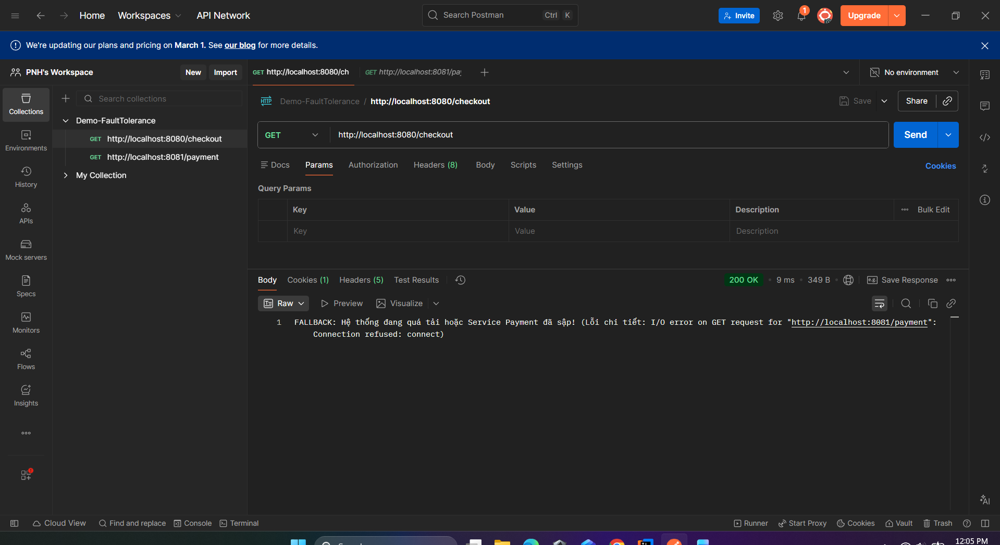 Home Workspaces API Network Search Postman Ctrl K Invite 1 Upgrade
We're updating our plans and pricing on March 1. See our blog for more details.
PNH's Workspace New Import GET http://localhost:8080/ch GET http://localhost:8081/pay No environment
Collections
Search collections
HTTP Demo-FaultTolerance / http://localhost:8080/checkout Save Share
Demo-FaultTolerance
GET http://localhost:8080/checkout
GET http://localhost:8081/payment
My Collection
Environments
History
APIs
Mock servers
Specs
Monitors
Flows
Insights
GET http://localhost:8080/checkout Send
Docs Params Authorization Headers (8) Body Scripts Settings Cookies
Query Params
Key Value Description Bulk Edit
Key Value Description
Body Cookies (1) Headers (5) Test Results 200 OK • 9 ms • 349 B • e.g. Save Response
Raw Preview Visualize
1 FALLBACK: Hệ thống đang quá tải hoặc Service Payment đã sập! (Lỗi chi tiết: I/O error on GET request for "http://localhost:8081/payment":
Connection refused: connect)
AI
Cloud View Find and replace Console Terminal Runner Start Proxy Cookies Vault Trash
12:05 PM